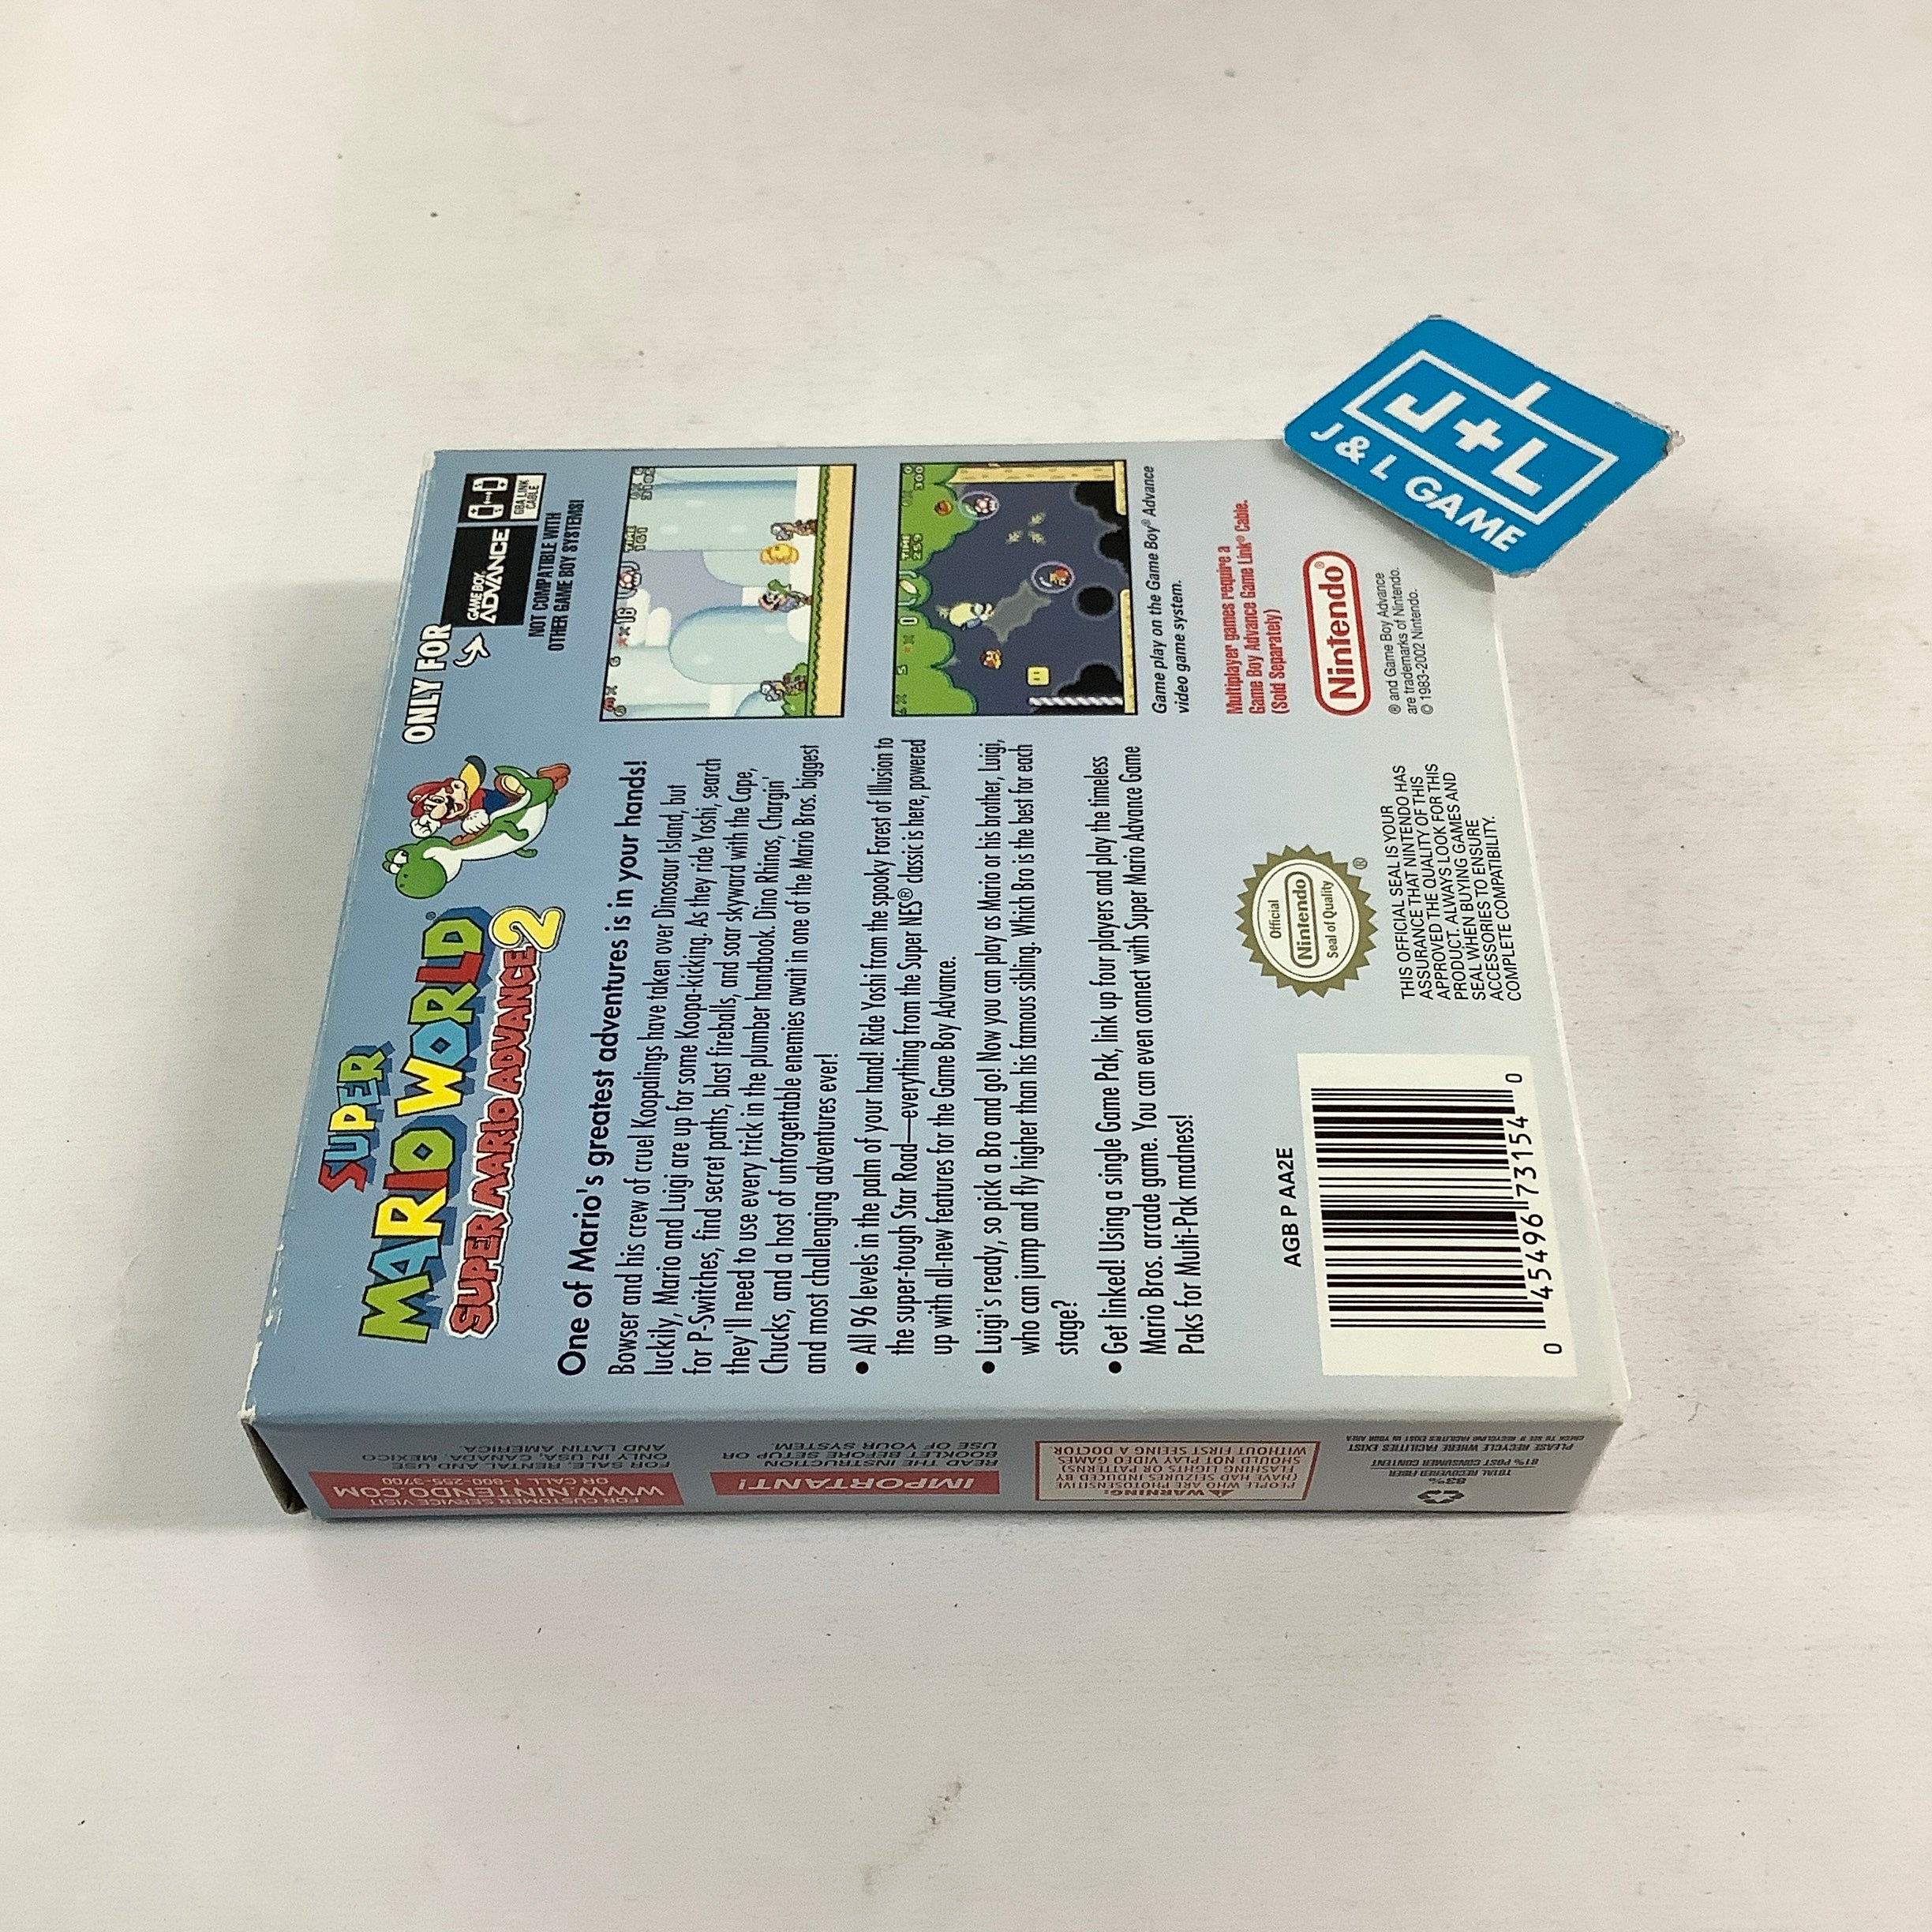 SUPER
MARIO WORLD
SUPER MARIO ADVANCE 2
ONLY FOR
GAME BOY
ADVANCE
GBA LINK
CABLE
NOT COMPATIBLE WITH
OTHER GAME BOY SYSTEMS!
One of Mario's greatest adventures is in your hands!
Bowser and his crew of cruel Koopalings have taken over Dinosaur Island, but
luckily, Mario and Luigi are up for some Koopa-kicking. As they ride Yoshi, search
for P-Switches, find secret paths, blast fireballs, and soar skyward with the Cape,
they'll need to use every trick in the plumber handbook. Dino Rhinos, Chargin'
Chucks, and a host of unforgettable enemies await in one of the Mario Bros. biggest
and most challenging adventures ever!
• All 96 levels in the palm of your hand! Ride Yoshi from the spooky Forest of Illusion to
the super-tough Star Road—everything from the Super NES® classic is here, powered
up with all-new features for the Game Boy Advance.
• Luigi's ready, so pick a Bro and go! Now you can play as Mario or his brother, Luigi,
who can jump and fly higher than his famous sibling. Which Bro is the best for each
stage?
• Get linked! Using a single Game Pak, link up four players and play the timeless
Mario Bros. arcade game. You can even connect with Super Mario Advance Game
Paks for Multi-Pak madness!
TIME
161
TIME
259
Game play on the Game Boy® Advance
video game system.
Multiplayer games require a
Game Boy Advance Game Link® Cable.
(Sold Separately)
Nintendo®
® and Game Boy Advance
are trademarks of Nintendo.
© 1983-2002 Nintendo.
Official
Nintendo
Seal of Quality
®
THIS OFFICIAL SEAL IS YOUR
ASSURANCE THAT NINTENDO HAS
APPROVED THE QUALITY OF THIS
PRODUCT. ALWAYS LOOK FOR THIS
SEAL WHEN BUYING GAMES AND
ACCESSORIES TO ENSURE
COMPLETE COMPATIBILITY.
AGB P AA2E
0 45496 73154 0
J+L
J & L GAME
FOR CUSTOMER SERVICE VISIT
WWW.NINTENDO.COM
OR CALL 1-800-255-3700
FOR SALE, RENTAL AND USE
ONLY IN USA, CANADA, MEXICO
AND LATIN AMERICA.
IMPORTANT!
READ THE INSTRUCTION
BOOKLET BEFORE SETUP OR
USE OF YOUR SYSTEM.
WARNING:
PEOPLE WHO ARE PHOTOSENSITIVE
(HAVE HAD SEIZURES INDUCED BY
FLASHING LIGHTS OR PATTERNS)
SHOULD NOT PLAY VIDEO GAMES
WITHOUT FIRST SEEING A DOCTOR
83%
TOTAL RECOVERED FIBER
81% POST CONSUMER CONTENT
PLEASE RECYCLE WHERE FACILITIES EXIST
CHECK TO SEE IF RECYCLING FACILITIES EXIST IN YOUR AREA